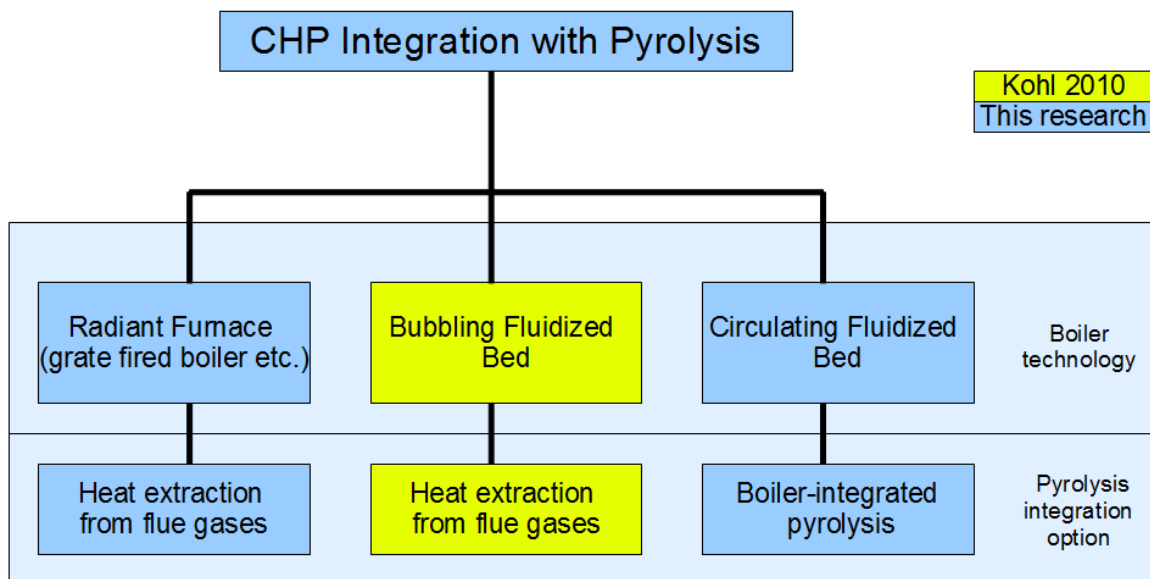 CHP Integration with Pyrolysis
Kohl 2010
This research
Radiant Furnace
(grate fired boiler etc.)
Bubbling Fluidized
Bed
Circulating Fluidized
Bed
Boiler
technology
Heat extraction
from flue gases
Heat extraction
from flue gases
Boiler-integrated
pyrolysis
Pyrolysis
integration
option